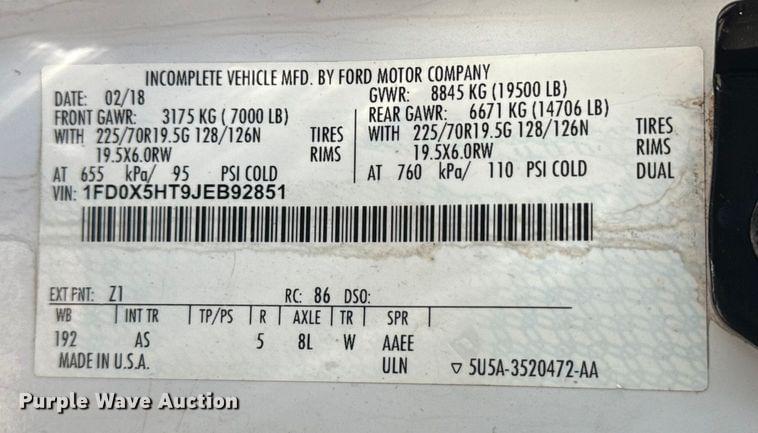 INCOMPLETE VEHICLE MFD. BY FORD MOTOR COMPANY
DATE: 02/18 GVWR: 8845 KG (19500 LB)
FRONT GAWR: 3175 KG ( 7000 LB) REAR GAWR: 6671 KG (14706 LB)
WITH 225/70R19.5G 128/126N TIRES WITH 225/70R19.5G 128/126N TIRES
19.5X6.0RW RIMS 19.5X6.0RW RIMS
AT 655 kPa/ 95 PSI COLD AT 760 kPa/ 110 PSI COLD DUAL
VIN: 1FD0X5HT9JEB92851
EXT PNT: Z1 RC: 86 DSO:
WB INT TR TP/PS R AXLE TR SPR
192 AS 5 8L W AAEE
MADE IN U.S.A. ULN ▽ 5U5A-3520472-AA
Purple Wave Auction